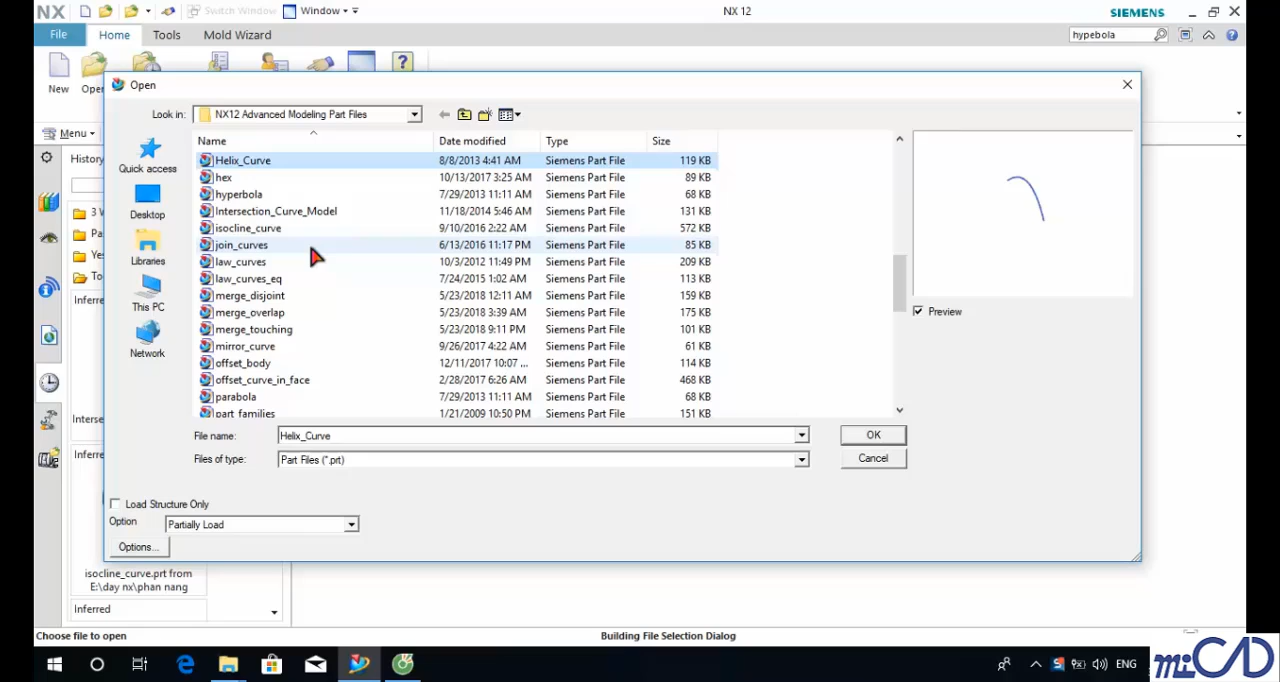 NX
Switch Window
Window
NX 12
SIEMENS
File
Home
Tools
Mold Wizard
hypebola
New
Menu
History
Open
Look in:
NX12 Advanced Modeling Part Files
Name
Date modified
Type
Size
Helix_Curve 8/8/2013 4:41 AM Siemens Part File 119 KB
hex 10/13/2017 3:25 AM Siemens Part File 89 KB
hyperbola 7/29/2013 11:11 AM Siemens Part File 68 KB
Intersection_Curve_Model 11/18/2014 5:46 AM Siemens Part File 131 KB
isocline_curve 9/10/2016 2:22 AM Siemens Part File 572 KB
join_curves 6/13/2016 11:17 PM Siemens Part File 85 KB
law_curves 10/3/2012 11:49 PM Siemens Part File 209 KB
law_curves_eq 7/24/2015 1:02 AM Siemens Part File 113 KB
merge_disjoint 5/23/2018 12:11 AM Siemens Part File 159 KB
merge_overlap 5/23/2018 3:39 AM Siemens Part File 175 KB
merge_touching 5/23/2018 9:11 PM Siemens Part File 101 KB
mirror_curve 9/26/2017 4:22 AM Siemens Part File 61 KB
offset_body 12/11/2017 10:07 ... Siemens Part File 114 KB
offset_curve_in_face 2/28/2017 6:26 AM Siemens Part File 468 KB
parabola 7/29/2013 11:11 AM Siemens Part File 68 KB
part_families 1/21/2009 10:50 PM Siemens Part File 151 KB
Quick access
Desktop
Libraries
This PC
Network
Preview
File name:
Helix_Curve
OK
Files of type:
Part Files (*.prt)
Cancel
Load Structure Only
Option
Partially Load
Options...
isocline_curve.prt from
E:\day nx\phan nang
Inferred
Choose file to open
Building File Selection Dialog
ENG
miCAD